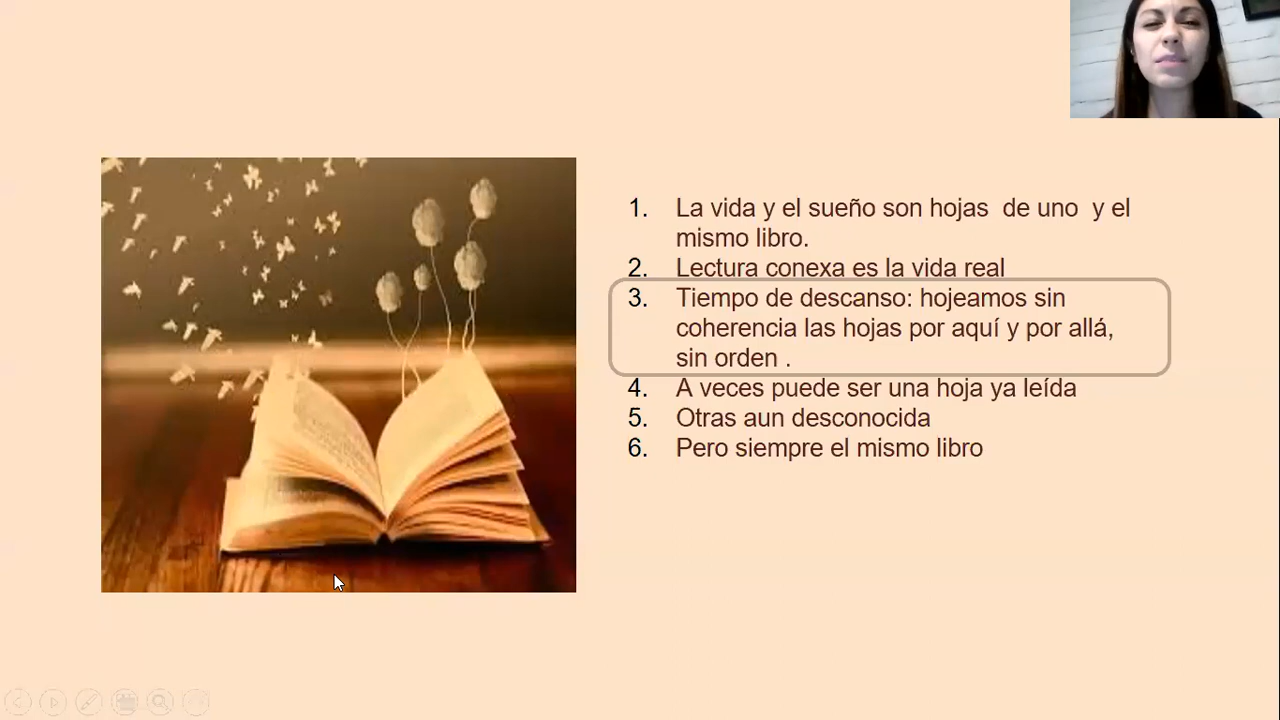 1. La vida y el sueño son hojas  de uno  y el
mismo libro.
2. Lectura conexa es la vida real
3. Tiempo de descanso: hojeamos sin
coherencia las hojas por aquí y por allá,
sin orden .
4. A veces puede ser una hoja ya leída
5. Otras aun desconocida
6. Pero siempre el mismo libro